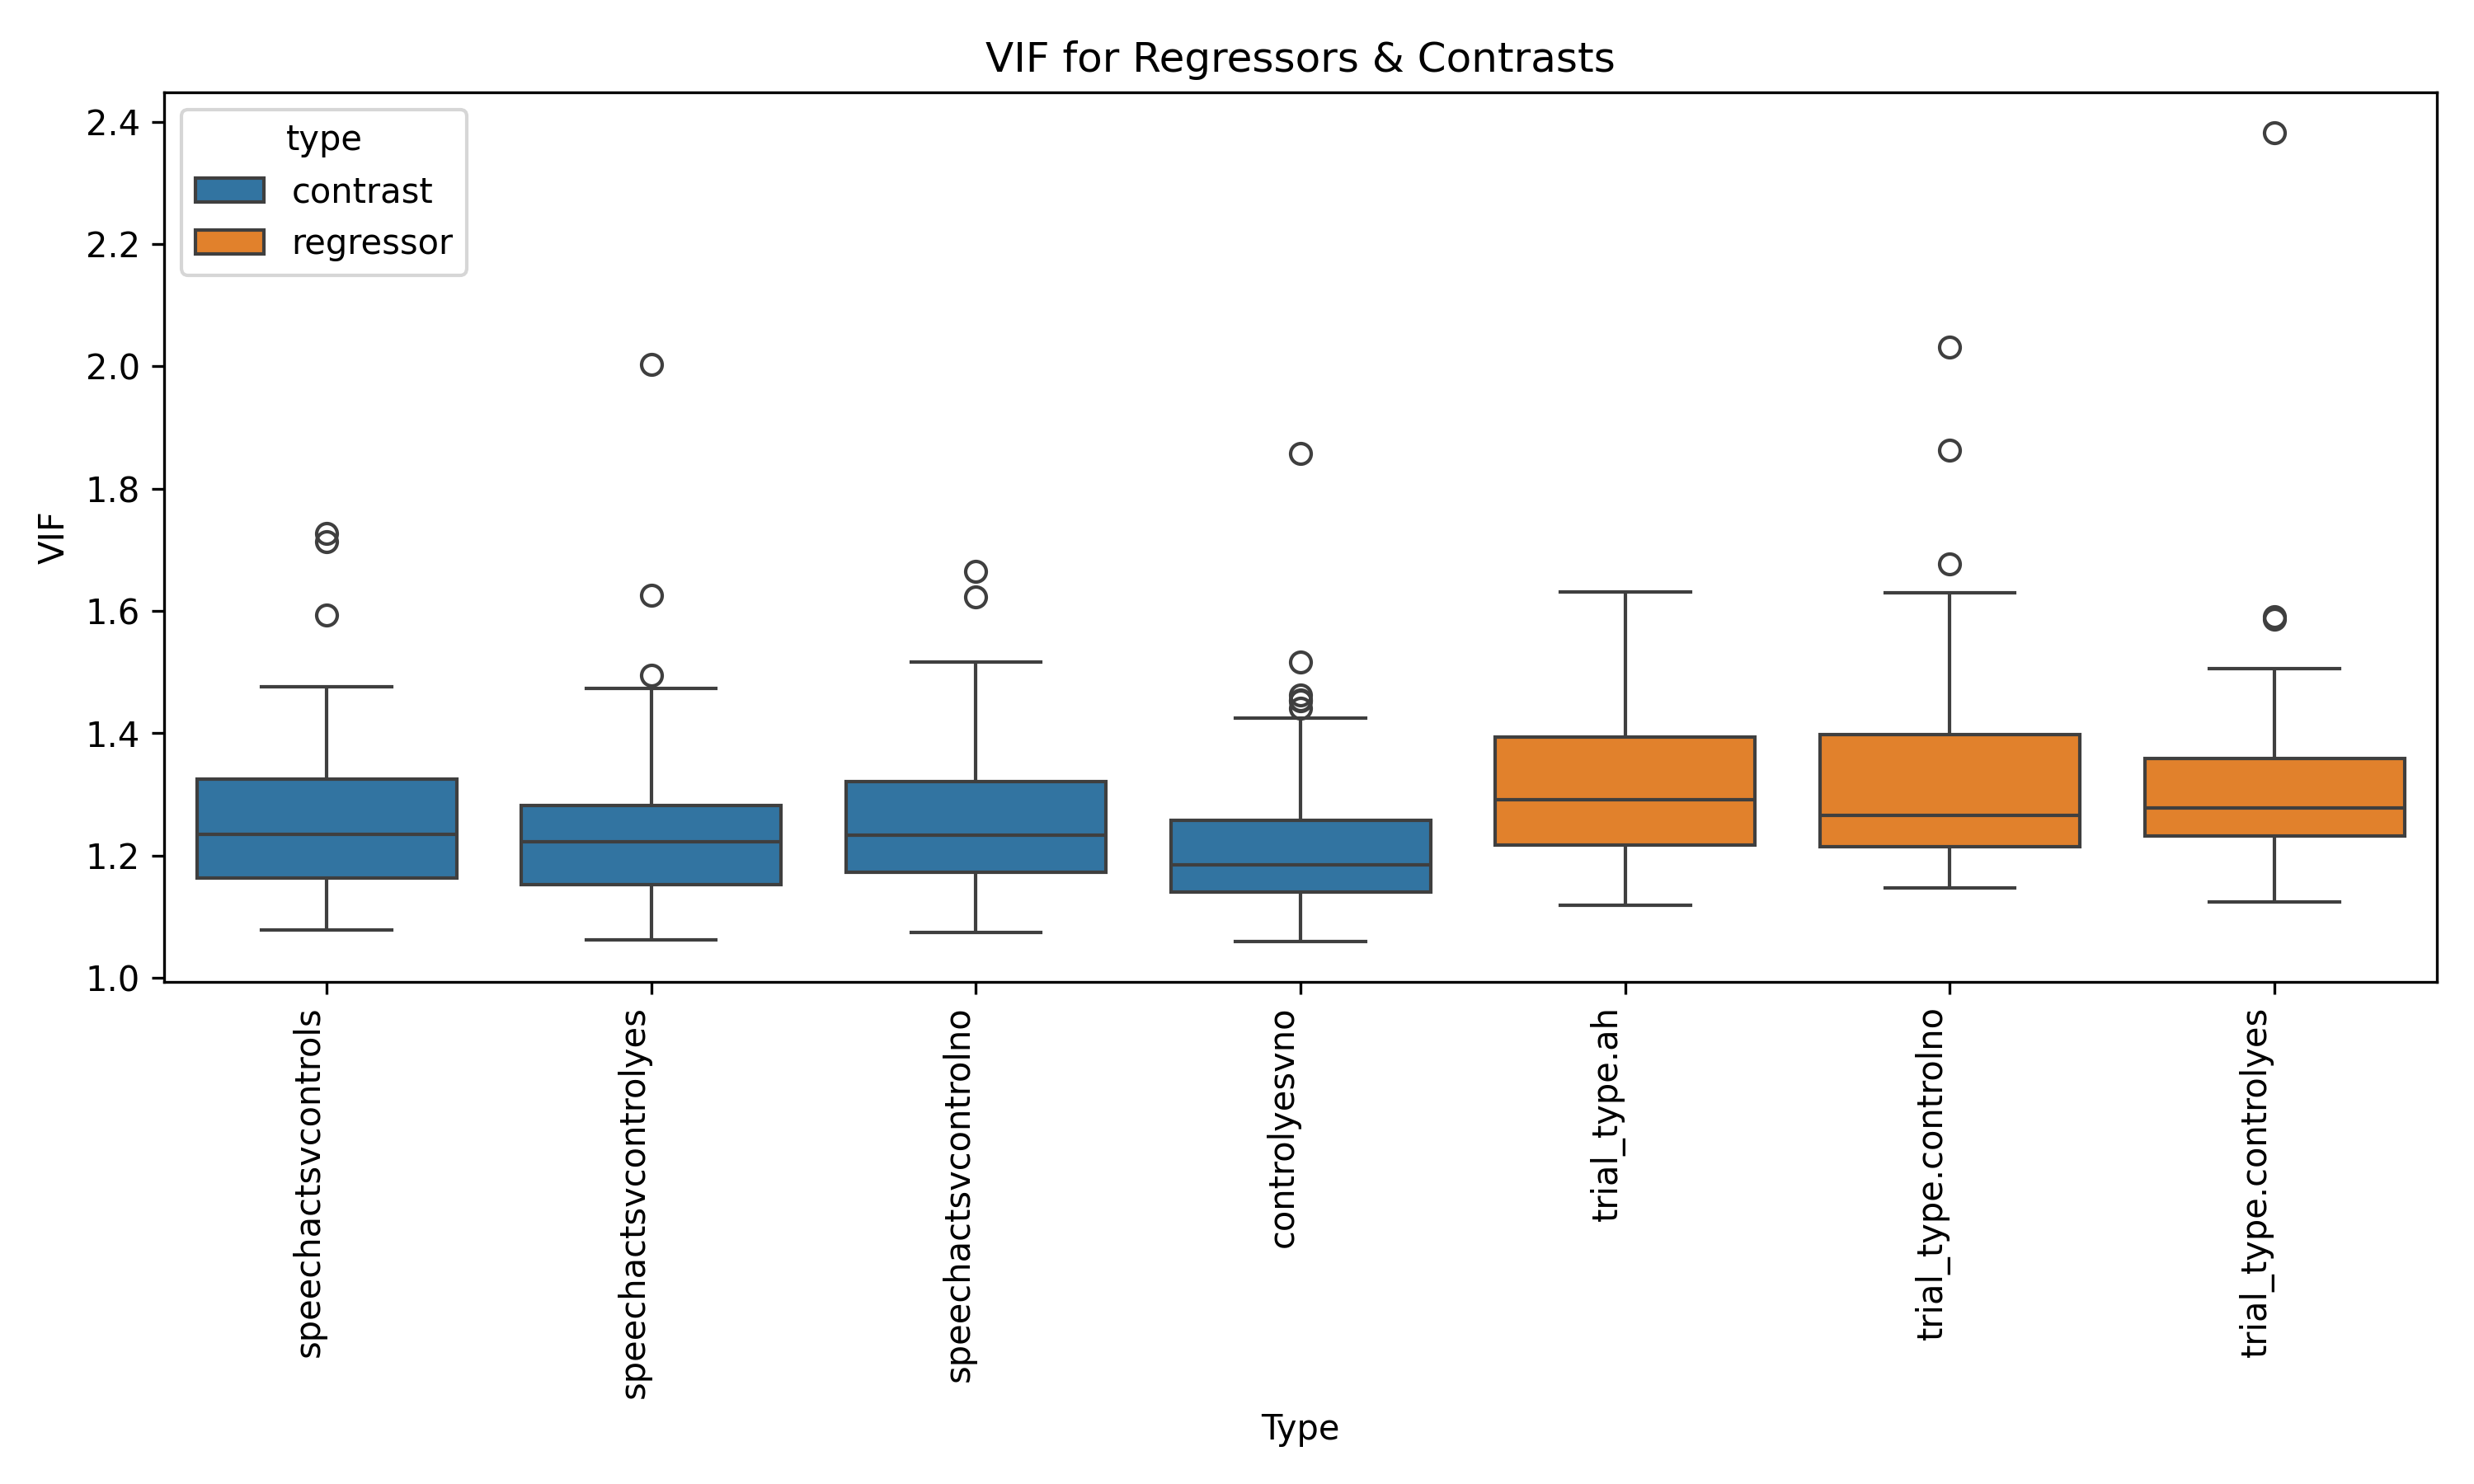 VIF for Regressors & Contrasts
type
contrast
regressor
VIF
2.4
2.2
2.0
1.8
1.6
1.4
1.2
1.0
speechactsvcontrols
speechactsvcontrolyes
speechactsvcontrolno
controlyesvno
trial_type.ah
trial_type.controlno
trial_type.controlyes
Type